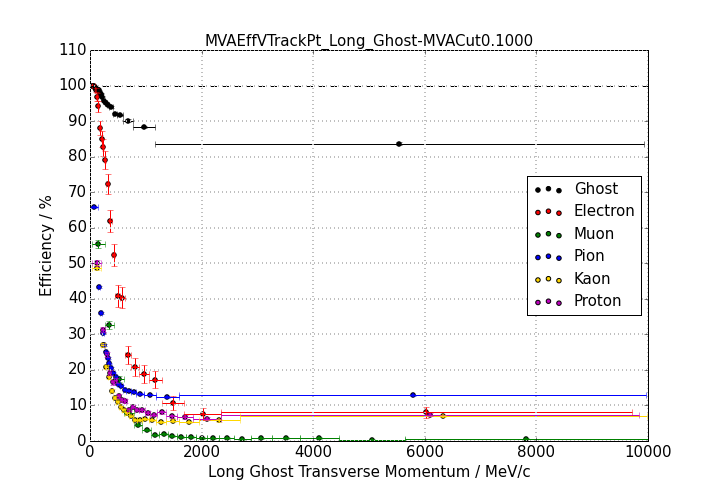 MVAEffVTrackPt_Long_Ghost-MVACut0.1000
110
100
90
80
70
60
50
40
30
20
10
0
Efficiency / %
Ghost
Electron
Muon
Pion
Kaon
Proton
0 2000 4000 6000 8000 10000
Long Ghost Transverse Momentum / MeV/c